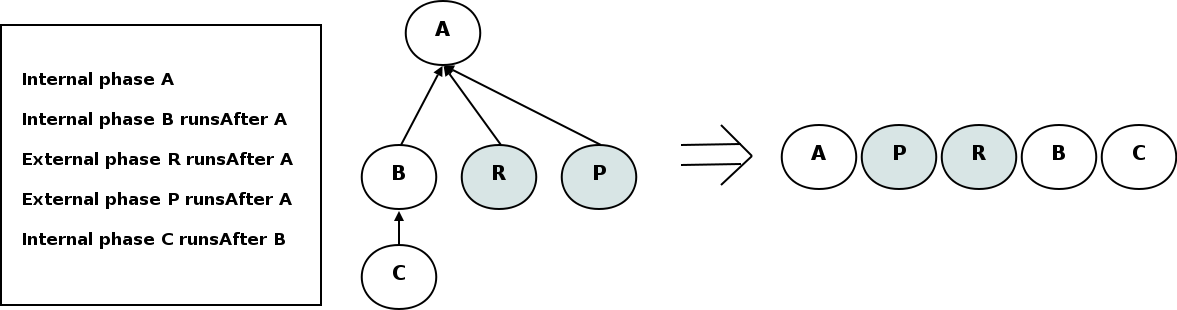 Internal phase A
Internal phase B runsAfter A
External phase R runsAfter A
External phase P runsAfter A
Internal phase C runsAfter B
A
B
R
P
C
A
P
R
B
C